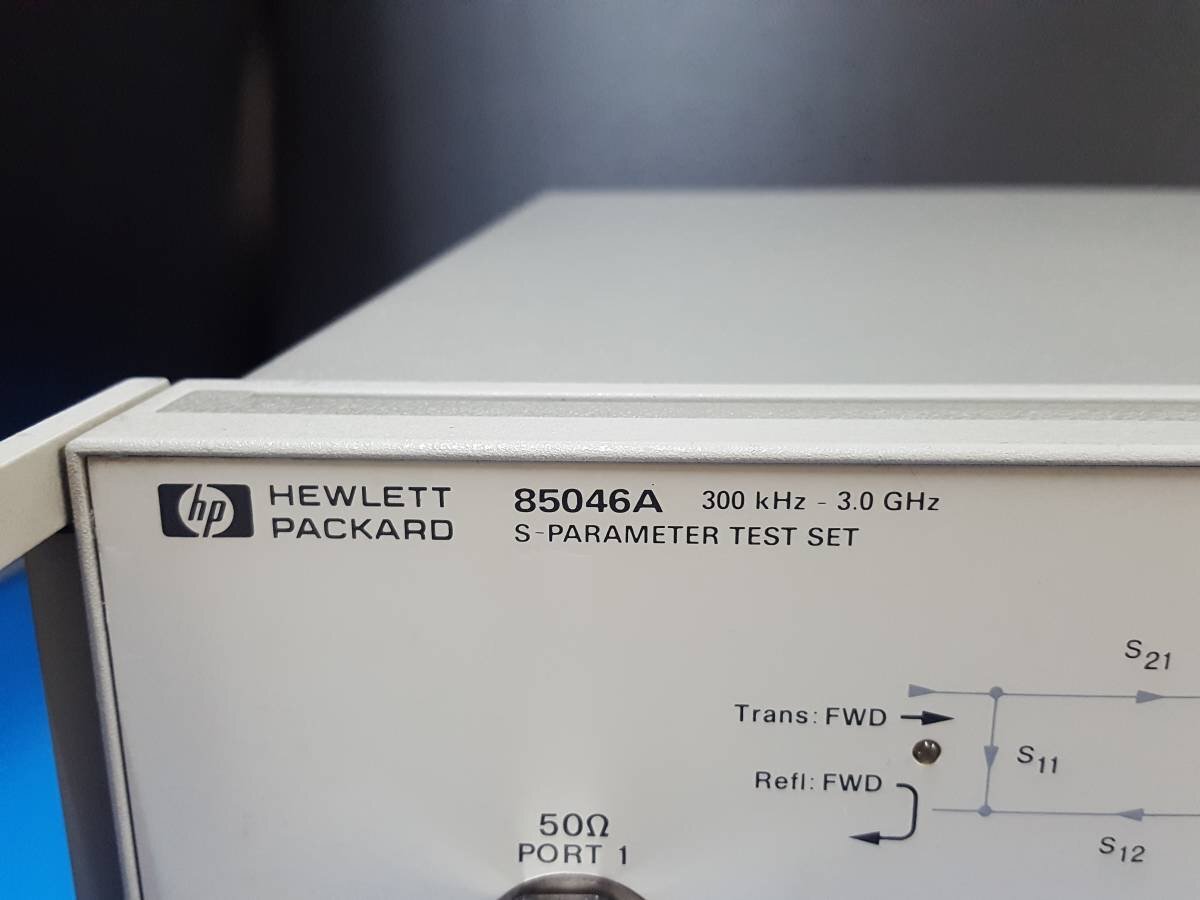 hp HEWLETT PACKARD
85046A 300 kHz - 3.0 GHz
S-PARAMETER TEST SET
S21
Trans: FWD
S11
Refl: FWD
50Ω
PORT 1
S12